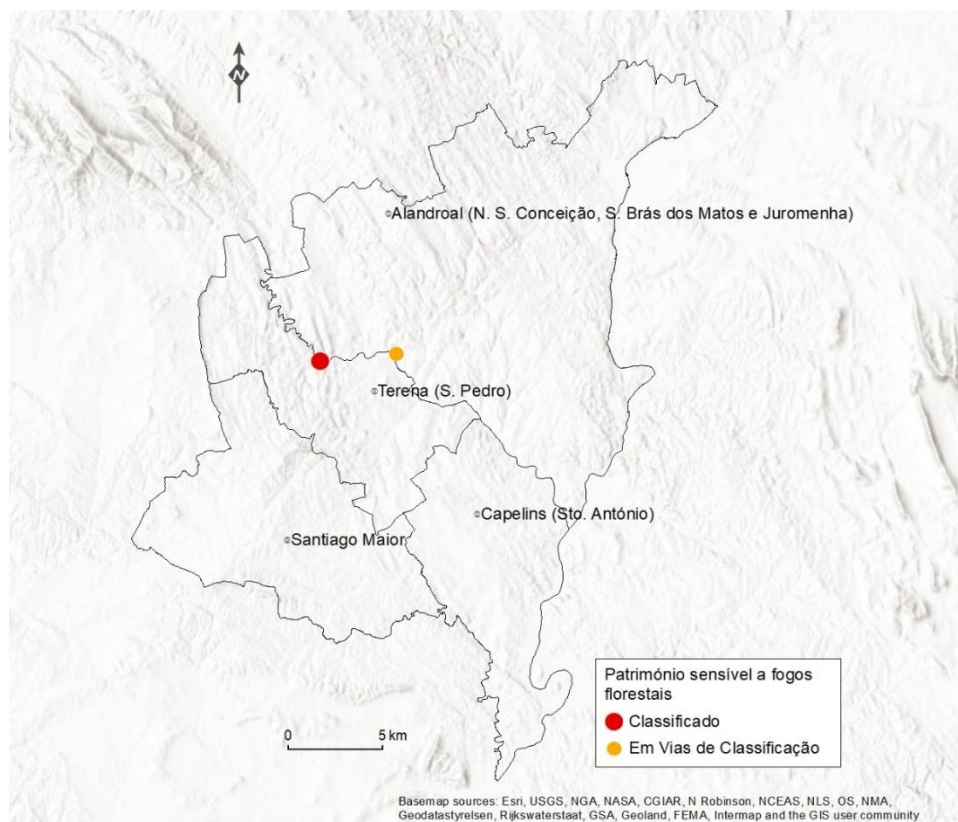 N
Alandroal (N. S. Conceição, S. Brás dos Matos e Juromenha)
Terena (S. Pedro)
Capelins (Sto. António)
Santiago Maior
Património sensível a fogos
florestais
Classificado
Em Vias de Classificação
0 5 km
Basemap sources: Esri, USGS, NGA, NASA, CGIAR, N Robinson, NCEAS, NLS, OS, NMA,
Geodatastyrelsen, Rijkswaterstaat, GSA, Geoland, FEMA, Intermap and the GIS user community